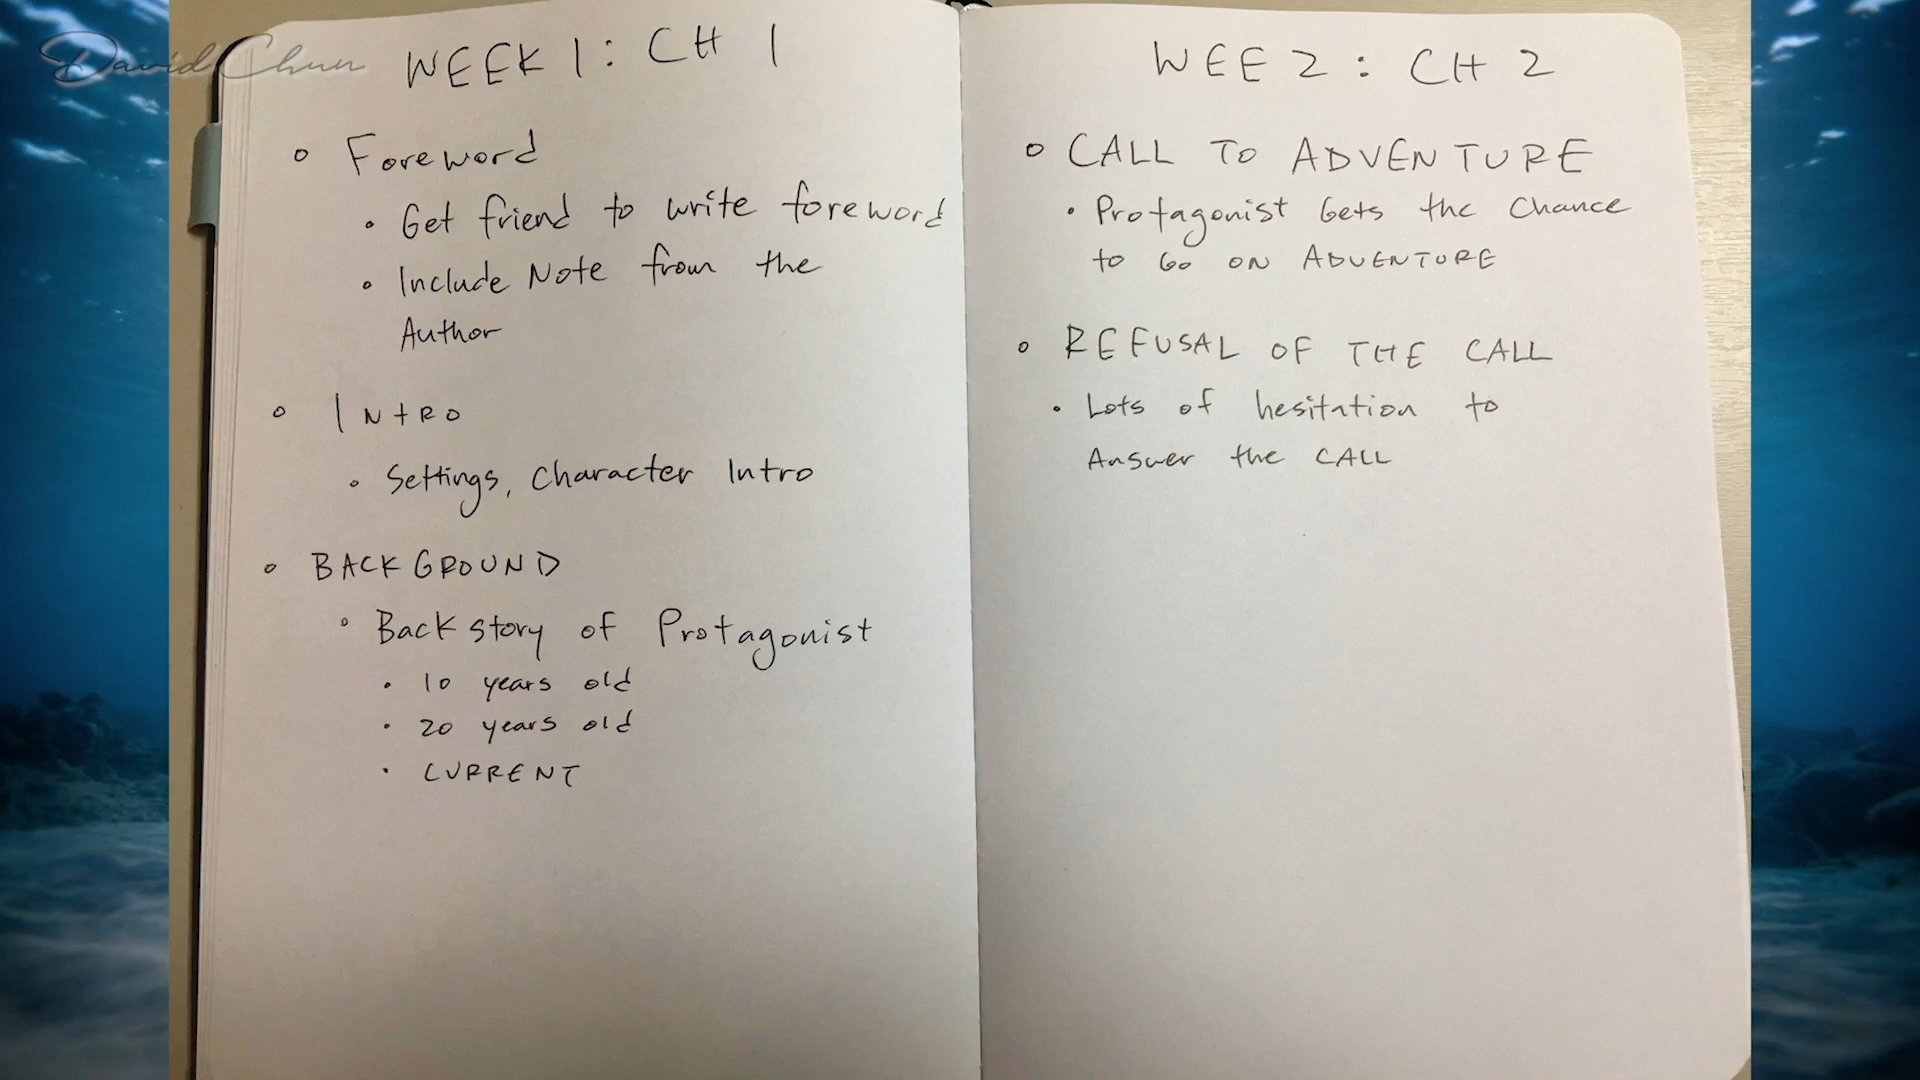 David Chun
WEEK 1: CH 1
Foreword
Get friend to write foreword
Include Note from the
Author
INTRO
Settings, Character Intro
BACKGROUND
Backstory of Protagonist
10 years old
20 years old
CURRENT
WEE 2: CH 2
CALL TO ADVENTURE
Protagonist Gets the Chance
to Go ON ADVENTURE
REFUSAL OF THE CALL
Lots of hesitation to
Answer the CALL